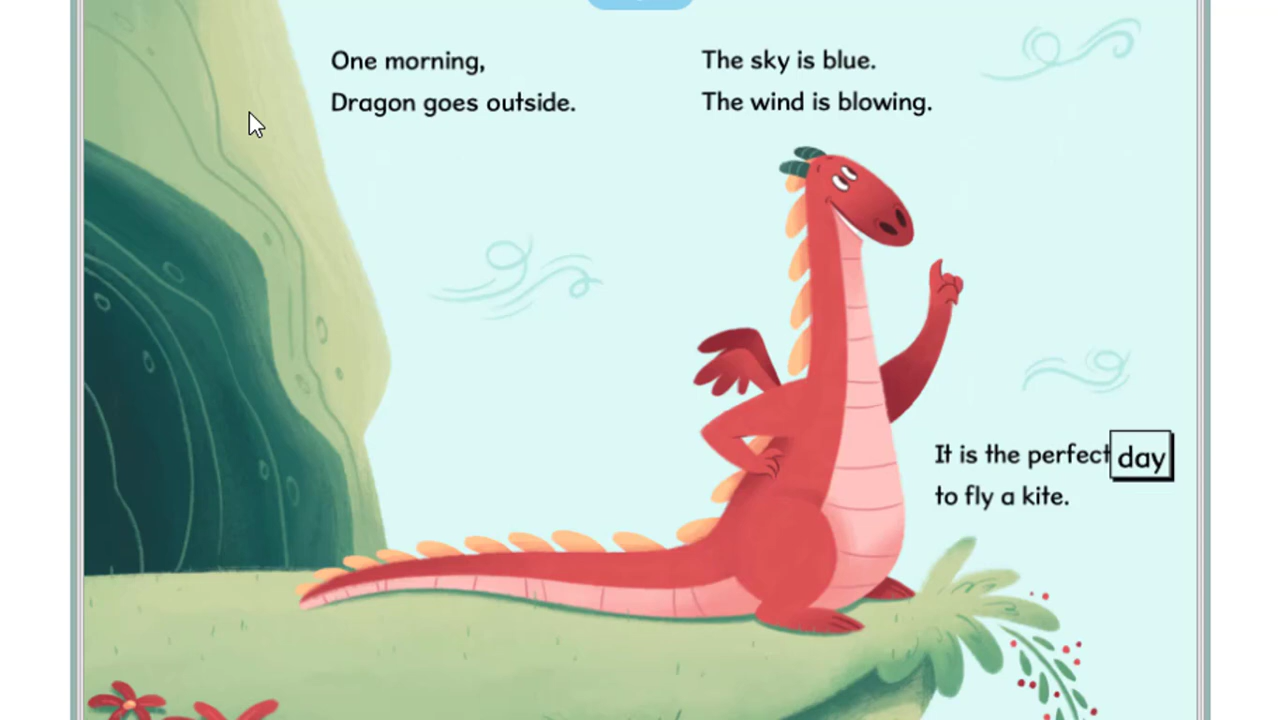 One morning,
Dragon goes outside.
The sky is blue.
The wind is blowing.
It is the perfect day
to fly a kite.